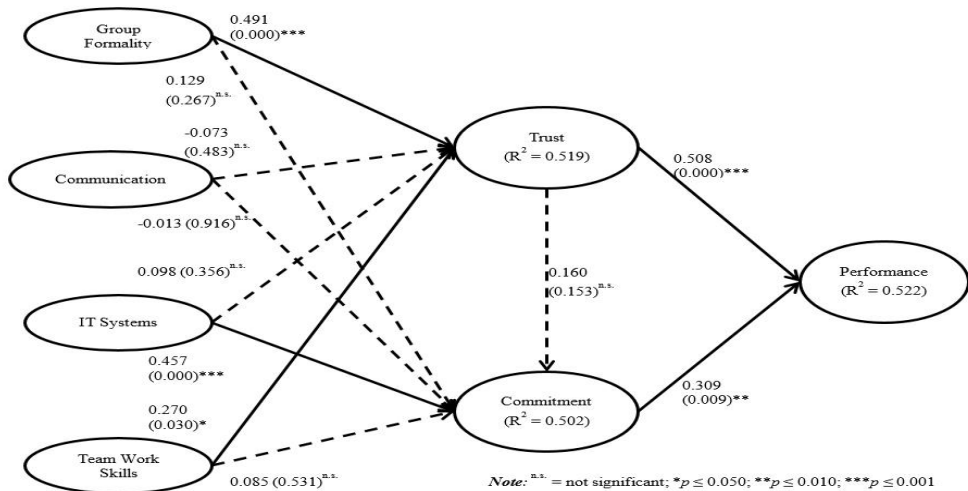 0.491
(0.000)***
Group
Formality
0.129
(0.267)n.s.
-0.073
(0.483)n.s.
Trust
(R² = 0.519)
0.508
(0.000)***
Communication
-0.013 (0.916)n.s.
0.098 (0.356)n.s.
0.160
(0.153)n.s.
Performance
(R² = 0.522)
IT Systems
0.457
(0.000)***
0.309
(0.009)**
Commitment
(R² = 0.502)
0.270
(0.030)*
Team Work
Skills
0.085 (0.531)n.s.
Note: n.s. = not significant; *p ≤ 0.050; **p ≤ 0.010; ***p ≤ 0.001